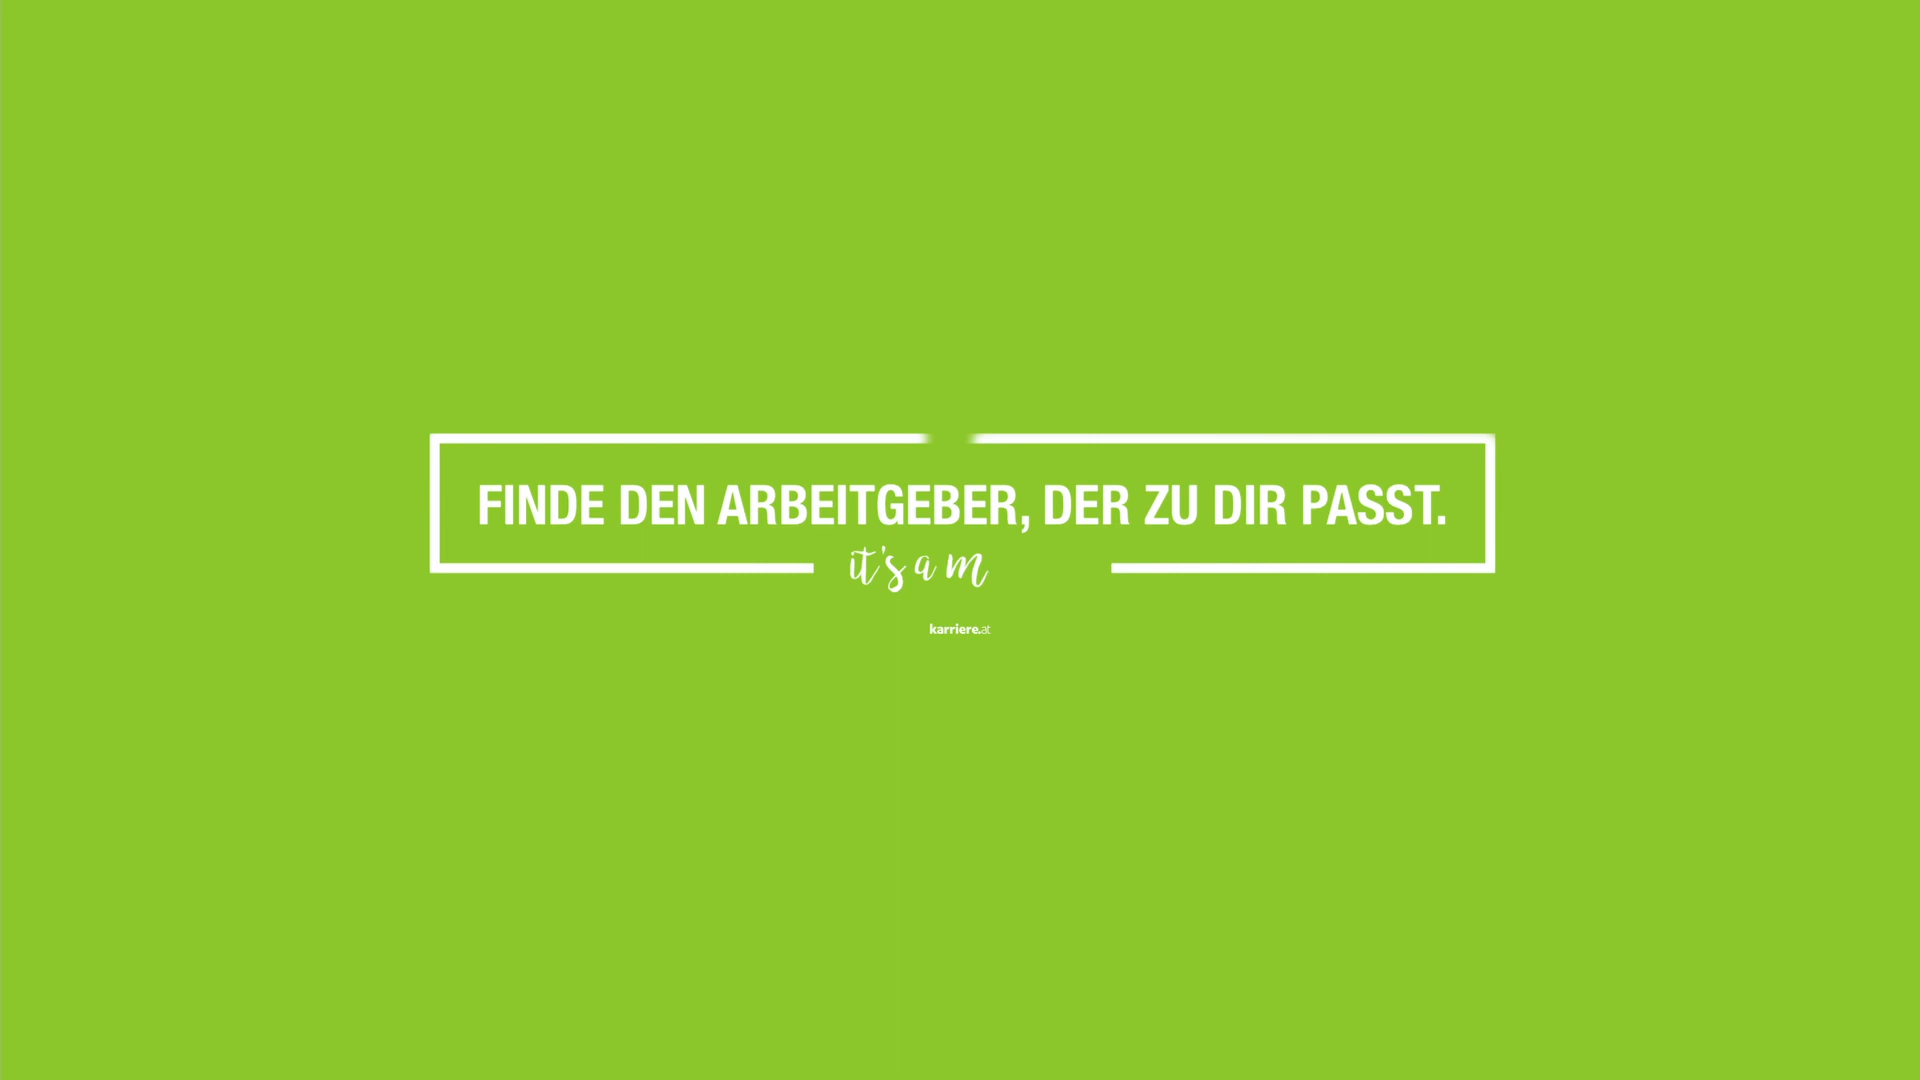 FINDE DEN ARBEITGEBER, DER ZU DIR PASST.
it's a m
karriere.at